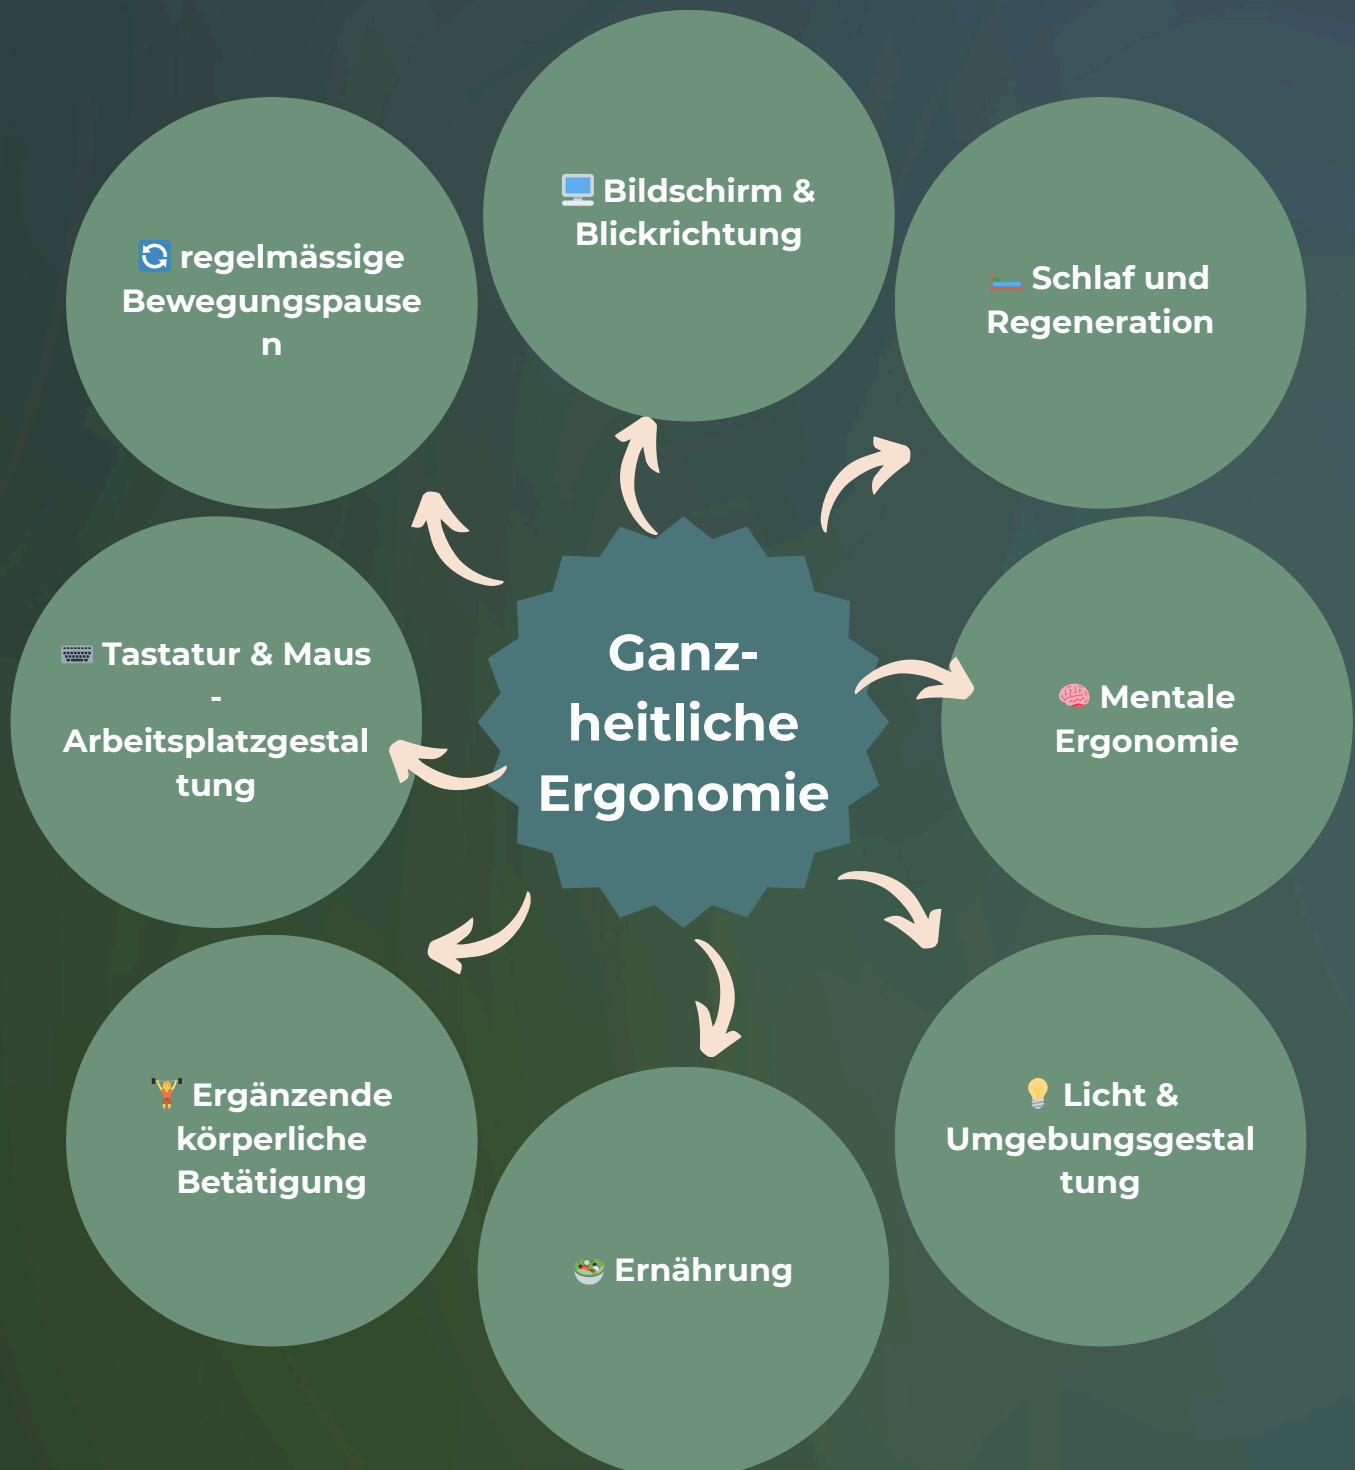 Bildschirm &
Blickrichtung
regelmässige
Bewegungspause
n
Schlaf und
Regeneration
Tastatur & Maus
-
Arbeitsplatzgestal
tung
Ganz-
heitliche
Ergonomie
Mentale
Ergonomie
Ergänzende
körperliche
Betätigung
Licht &
Umgebungsgestal
tung
Ernährung